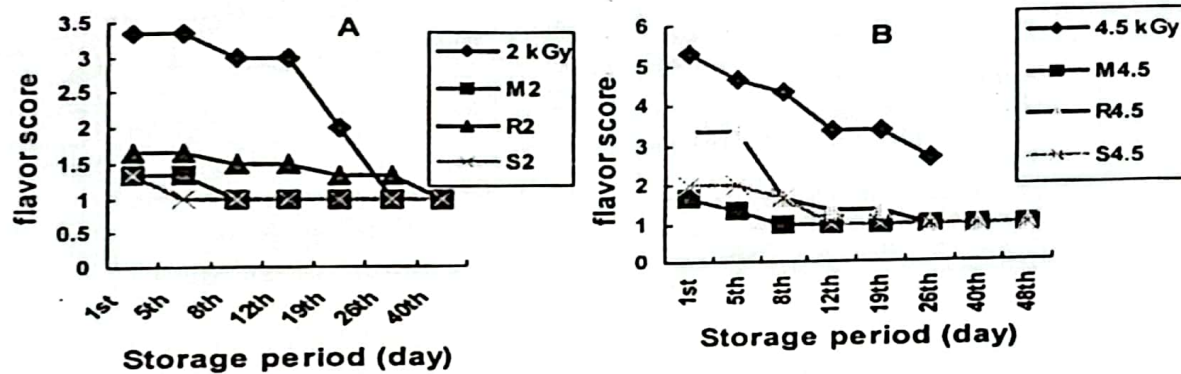 A
flavor score
3.5
3
2.5
2
1.5
1
0.5
0
1st
5th
8th
12th
19th
26th
40th
Storage period (day)
2 kGy
M2
R2
S2
B
flavor score
6
5
4
3
2
1
0
1st
5th
8th
12th
19th
26th
40th
48th
Storage period (day)
4.5 kGy
M4.5
R4.5
S4.5